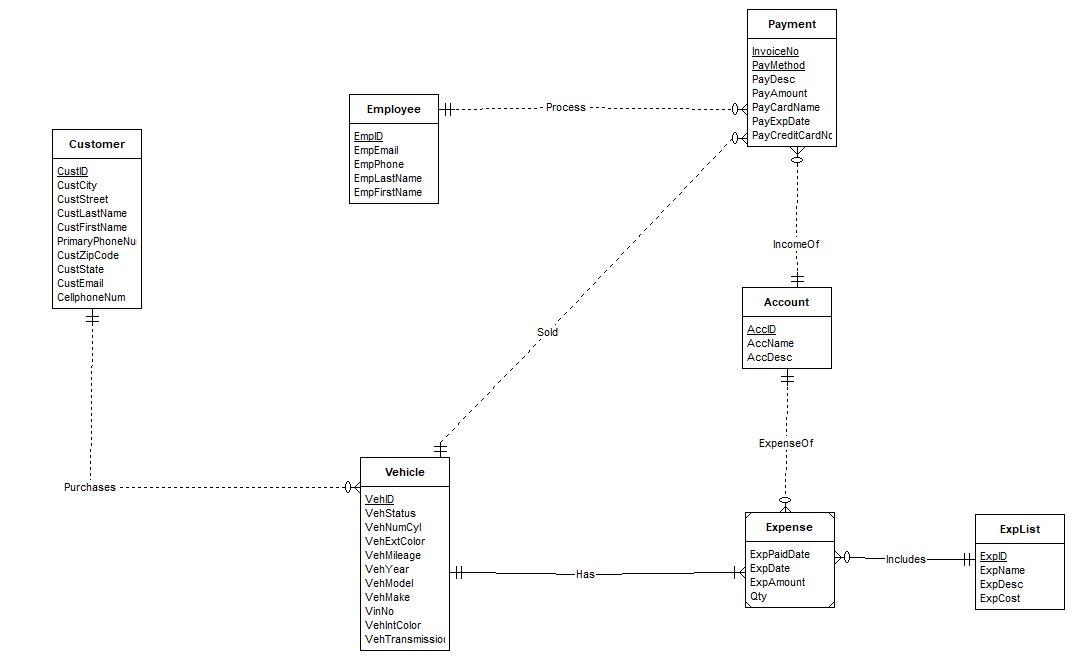 Payment
InvoiceNo
PayMethod
PayDesc
PayAmount
PayCardName
PayExpDate
PayCreditCardNo
Employee
EmpID
EmpEmail
EmpPhone
EmpLastName
EmpFirstName
Process
Customer
CustID
CustCity
CustStreet
CustLastName
CustFirstName
PrimaryPhoneNu
CustZipCode
CustState
CustEmail
CellphoneNum
IncomeOf
Account
AccID
AccName
AccDesc
Sold
ExpenseOf
Purchases
Vehicle
VehID
VehStatus
VehNumCyl
VehExtColor
VehMileage
VehYear
VehModel
VehMake
VinNo
VehIntColor
VehTransmission
Has
Expense
ExpPaidDate
ExpDate
ExpAmount
Qty
Includes
ExpList
ExpID
ExpName
ExpDesc
ExpCost